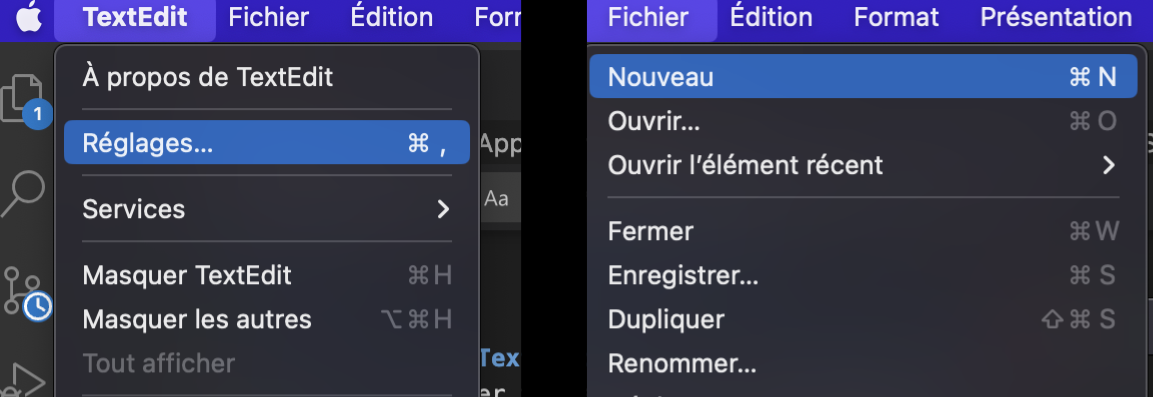 TextEdit Fichier Édition
À propos de TextEdit
Réglages... ⌘ ,
Services
Masquer TextEdit ⌘ H
Masquer les autres ⌥ ⌘ H
Tout afficher
1
App
Aa
Tex
er
Fichier Édition Format Présentation
Nouveau ⌘ N
Ouvrir... ⌘ O
Ouvrir l’élément récent
Fermer ⌘ W
Enregistrer... ⌘ S
Dupliquer ⇧ ⌘ S
Renommer...